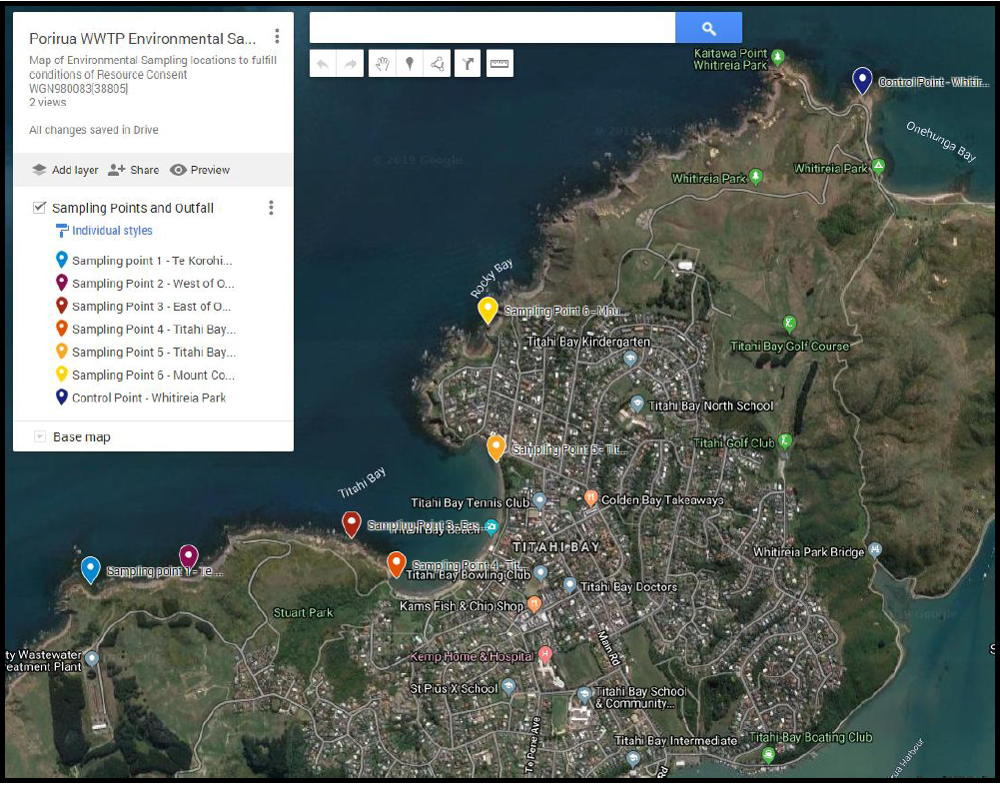 Porirua WWTP Environmental Sa...
Map of Environmental Sampling locations to fulfill
conditions of Resource Consent
WGN980083[38805]
2 views
All changes saved in Drive
Add layer
Share
Preview
Sampling Points and Outfall
Individual styles
Sampling point 1 - Te Korohi...
Sampling Point 2 - West of O...
Sampling Point 3 - East of O...
Sampling Point 4 - Titahi Bay...
Sampling Point 5 - Titahi Bay...
Sampling Point 6 - Mount Co...
Control Point - Whitireia Park
Base map
Kaitawa Point
Whitireia Park
Control Point - Whitir...
Onehunga Bay
© 2019 Google
Whitireia Park
Whitireia Park
Rocky Bay
Sampling Point 6 - Mou...
Titahi Bay Kindergarten
Titahi Bay Golf Course
Titahi Bay North School
Titahi Golf Club
Sampling Point 5 - Tit...
Titahi Bay
Titahi Bay Tennis Club
Golden Bay Takeaways
Sampling Point 3 - Eas...
Titahi Bay Beach
TITAHI BAY
Whitireia Park Bridge
Sampling point 1 - Te ...
Sampling Point 4 - Tit...
Titahi Bay Bowling Club
Titahi Bay Doctors
Kams Fish & Chip Shop
Stuart Park
Main Rd
ty Wastewater
eatment Plant
Kemp Home & Hospital
St Pius X School
Titahi Bay School
& Community...
Te Pene Ave
Titahi Bay Intermediate
Titahi Bay Boating Club
Rd
rua Harbour